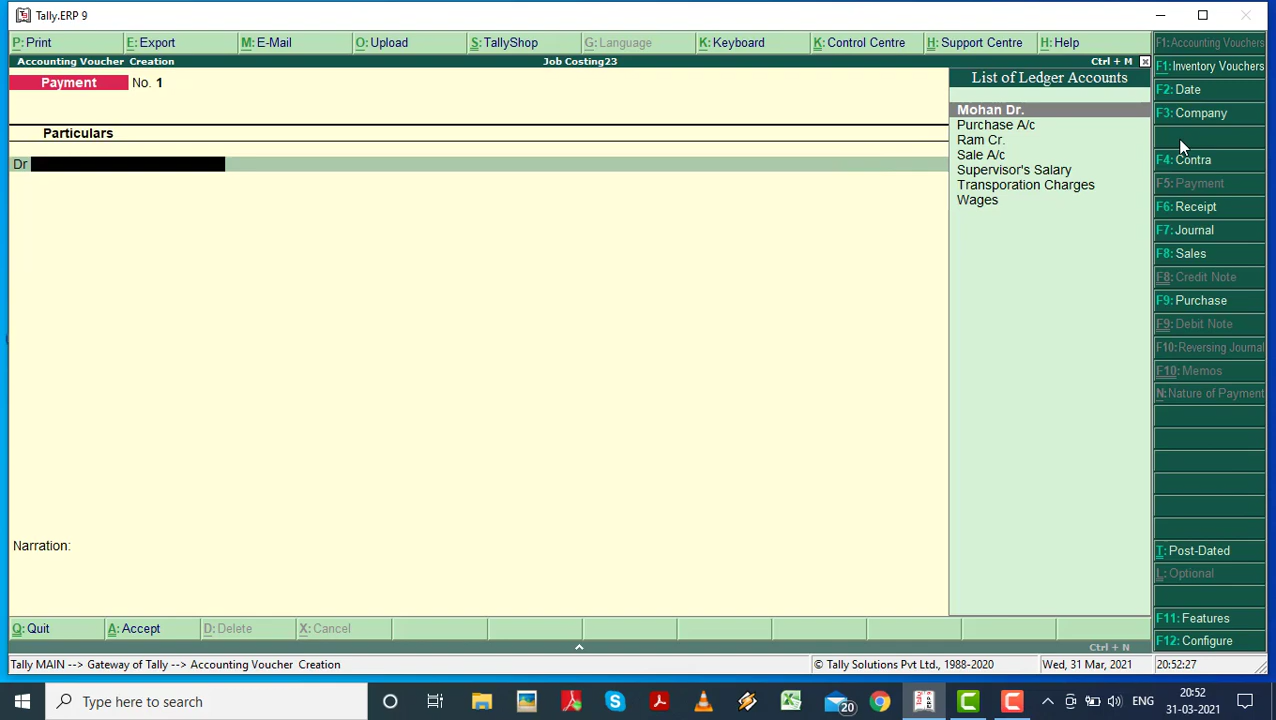 Tally.ERP 9
P: Print
E: Export
M: E-Mail
O: Upload
S: TallyShop
G: Language
K: Keyboard
K: Control Centre
H: Support Centre
H: Help
Accounting Voucher Creation
Job Costing23
Ctrl + M
Payment No. 1
Particulars
Dr
Narration:
List of Ledger Accounts
Mohan Dr.
Purchase A/c
Ram Cr.
Sale A/c
Supervisor's Salary
Transporation Charges
Wages
F1: Accounting Vouchers
F1: Inventory Vouchers
F2: Date
F3: Company
F4: Contra
F5: Payment
F6: Receipt
F7: Journal
F8: Sales
F8: Credit Note
F9: Purchase
F9: Debit Note
F10: Reversing Journal
F10: Memos
N: Nature of Payment
T: Post-Dated
L: Optional
F11: Features
F12: Configure
Q: Quit
A: Accept
D: Delete
X: Cancel
Ctrl + N
Tally MAIN --> Gateway of Tally --> Accounting Voucher Creation
© Tally Solutions Pvt Ltd., 1988-2020
Wed, 31 Mar, 2021
20:52:27
Type here to search
20
ENG
20:52
31-03-2021